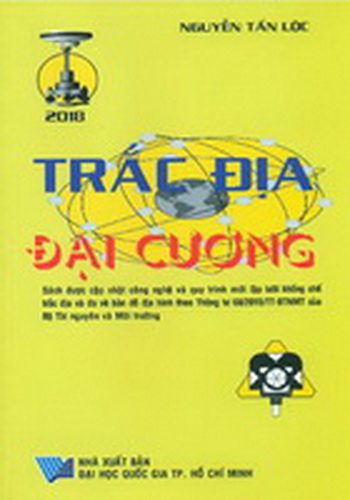 NGUYỄN TẤN LỘC
2018
TRẮC ĐỊA
ĐẠI CƯƠNG
Sách được cập nhật công nghệ và quy trình mới lập lưới khống chế
trắc địa và đo vẽ bản đồ địa hình theo Thông tư 68/2015/TT-BTNMT của
Bộ Tài nguyên và Môi trường
NHÀ XUẤT BẢN
ĐẠI HỌC QUỐC GIA TP. HỒ CHÍ MINH